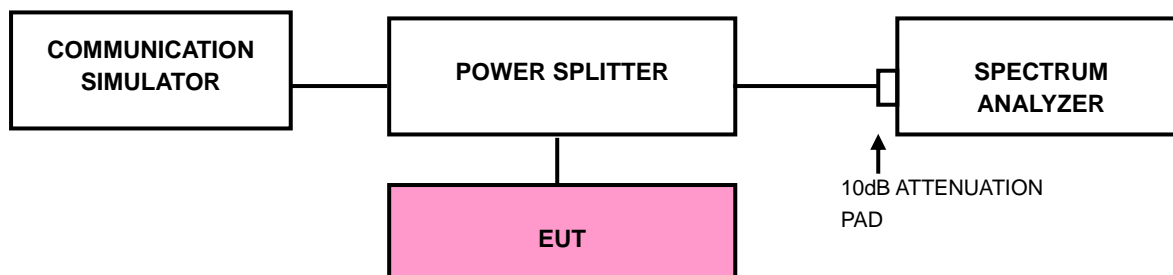 COMMUNICATION
SIMULATOR
POWER SPLITTER
SPECTRUM
ANALYZER
10dB ATTENUATION
PAD
EUT